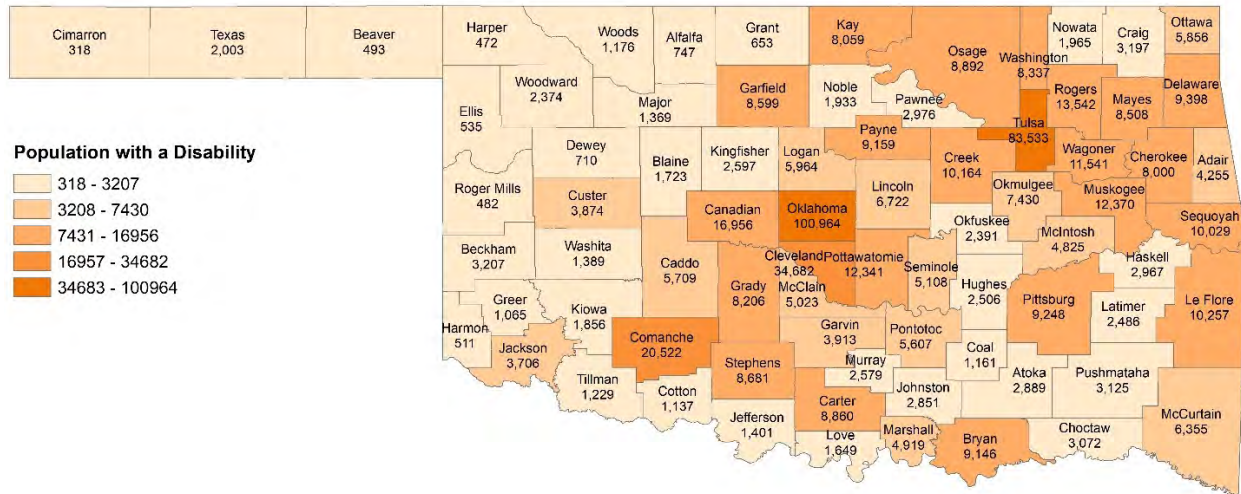 Cimarron
318
Texas
2,003
Beaver
493
Harper
472
Woods
1,176
Alfalfa
747
Grant
653
Kay
8,059
Osage
8,892
Washington
8,337
Nowata
1,965
Craig
3,197
Ottawa
5,856
Ellis
535
Woodward
2,374
Major
1,369
Garfield
8,599
Noble
1,933
Pawnee
2,976
Tulsa
83,533
Rogers
13,542
Mayes
8,508
Delaware
9,398
Population with a Disability
318 - 3207
3208 - 7430
7431 - 16956
16957 - 34682
34683 - 100964
Roger Mills
482
Dewey
710
Custer
3,874
Blaine
1,723
Kingfisher
2,597
Logan
5,964
Payne
9,159
Lincoln
6,722
Creek
10,164
Okmulgee
7,430
Wagoner
11,541
Cherokee
8,000
Adair
4,255
Muskogee
12,370
Sequoyah
10,029
Beckham
3,207
Washita
1,389
Caddo
5,709
Canadian
16,956
Oklahoma
100,964
Cleveland
34,682
McClain
5,023
Grady
8,206
Pottawatomie
12,341
Seminole
5,108
Okfuskee
2,391
McIntosh
4,825
Haskell
2,967
Hughes
2,506
Pittsburg
9,248
Latimer
2,486
Le Flore
10,257
Greer
1,065
Harmon
511
Jackson
3,706
Kiowa
1,856
Comanche
20,522
Tillman
1,229
Cotton
1,137
Stephens
8,681
Jefferson
1,401
Garvin
3,913
Murray
2,579
Pontotoc
5,607
Coal
1,161
Atoka
2,889
Pushmataha
3,125
McCurtain
6,355
Carter
8,860
Johnston
2,851
Love
1,649
Marshall
4,919
Bryan
9,146
Choctaw
3,072